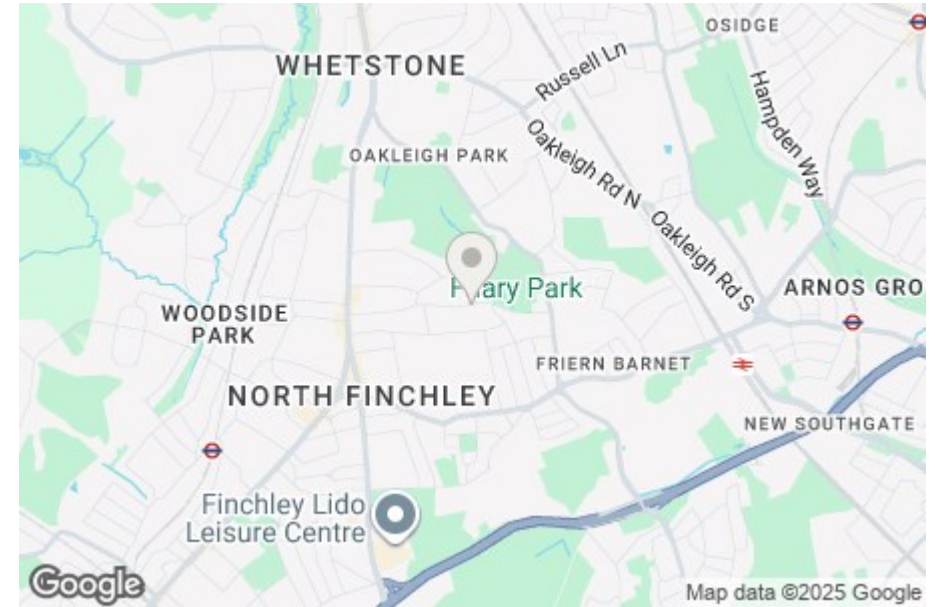 OSIDGE
WHETSTONE
Russell Ln
Hampden Way
OAKLEIGH PARK
Oakleigh Rd N
Oakleigh Rd S
ary Park
ARNOS GRO
WOODSIDE
PARK
FRIERN BARNET
NORTH FINCHLEY
NEW SOUTHGATE
Finchley Lido
Leisure Centre
Google
Map data ©2025 Google